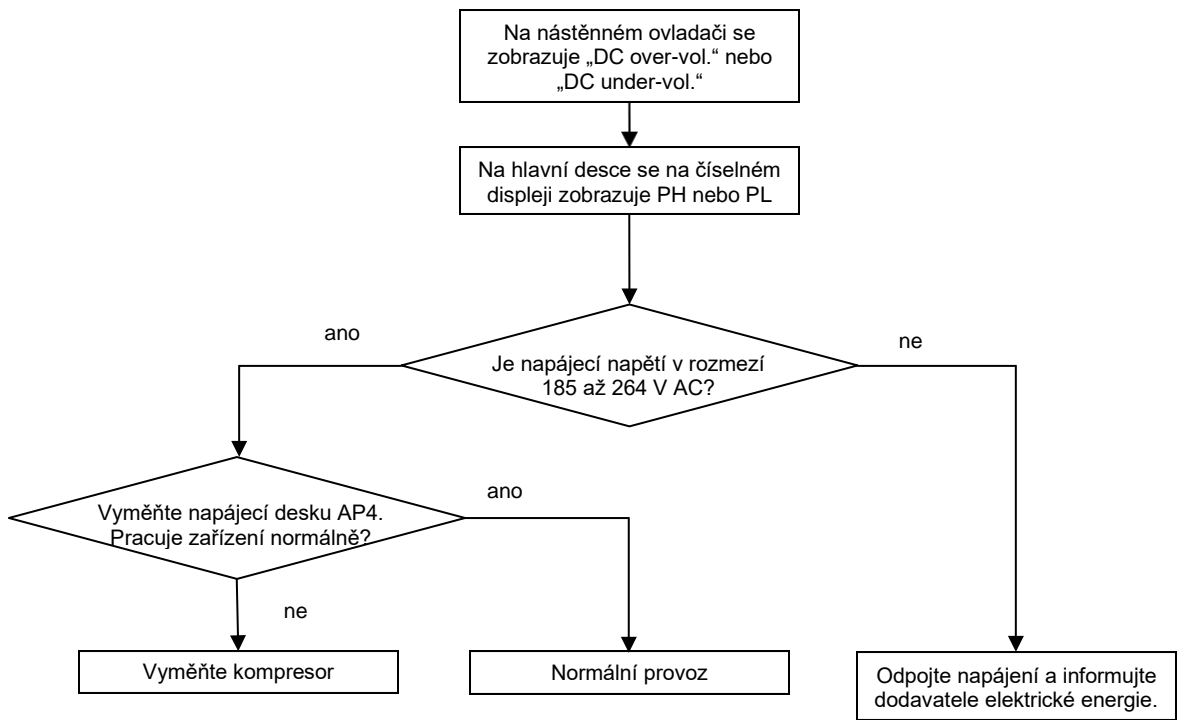 Na nástěnném ovladači se
zobrazuje „DC over-vol.“ nebo
„DC under-vol.“
Na hlavní desce se na číselném
displeji zobrazuje PH nebo PL
ano
ne
Je napájecí napětí v rozmezí
185 až 264 V AC?
ano
Vyměňte napájecí desku AP4.
Pracuje zařízení normálně?
ne
Vyměňte kompresor
Normální provoz
Odpojte napájení a informujte
dodavatele elektrické energie.